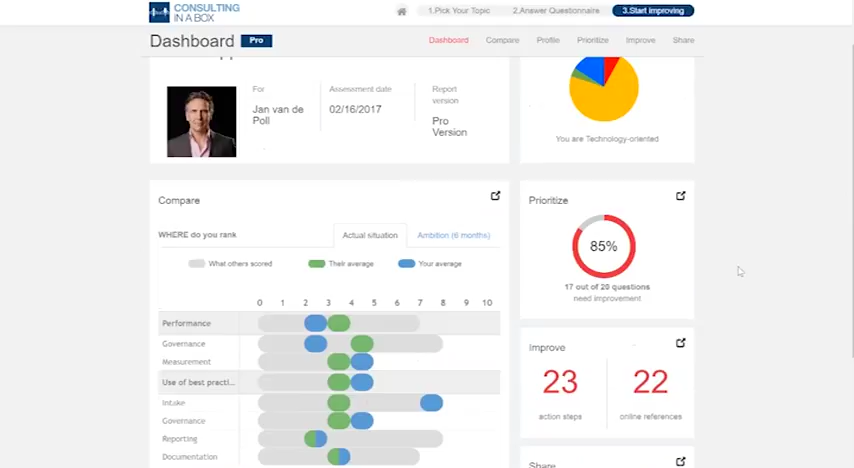 CONSULTING
IN A BOX
1.Pick Your Topic
2.Answer Questionnaire
3.Start improving
Dashboard Pro
Dashboard
Compare
Profile
Prioritize
Improve
Share
For
Jan van de
Poll
Assessment date
02/16/2017
Report
version
Pro
Version
You are Technology-oriented
Compare
WHERE do you rank
Actual situation
Ambition (6 months)
What others scored
Their average
Your average
0 1 2 3 4 5 6 7 8 9 10
Performance
Governance
Measurement
Use of best practi...
Intake
Governance
Reporting
Documentation
Prioritize
85%
17 out of 20 questions
need improvement
Improve
23
action steps
22
online references
Share